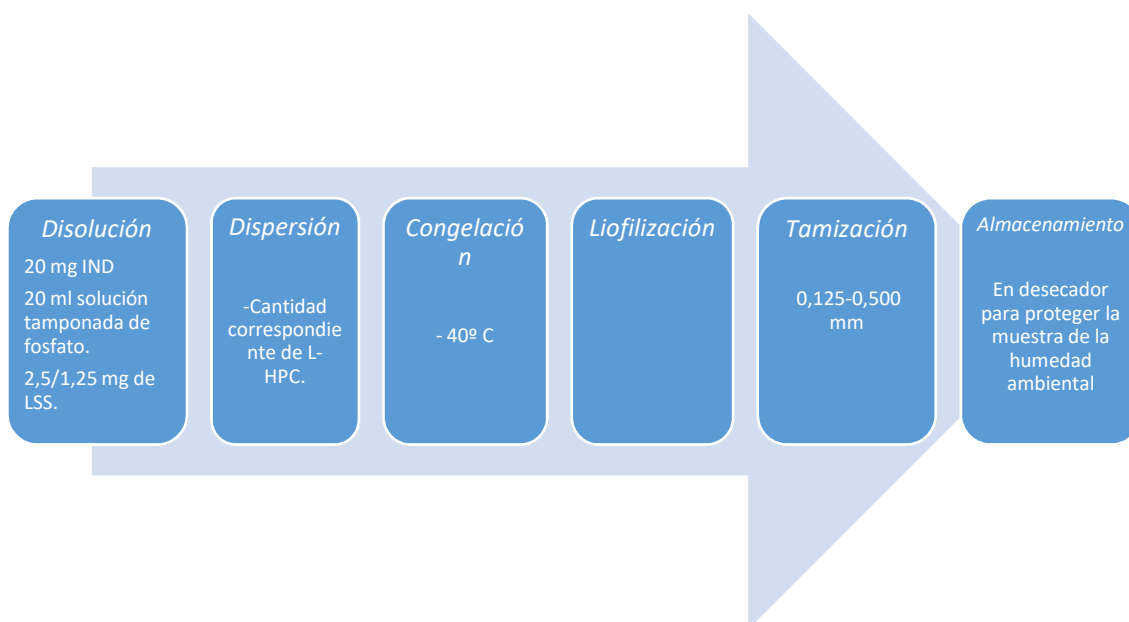 Disolución
20 mg IND
20 ml solución
tamponada de
fosfato.
2,5/1,25 mg de
LSS.
Dispersión
-Cantidad
correspondie
nte de L-
HPC.
Congelació
n
- 40º C
Liofilización
Tamización
0,125-0,500
mm
Almacenamiento
En desecador
para proteger la
muestra de la
humedad
ambiental